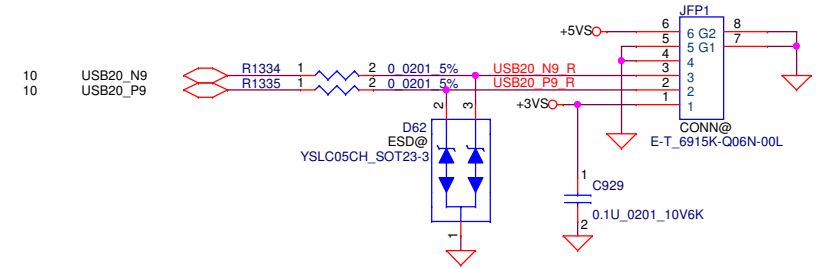 JFP1
+5VS 6 6 G2 8
5 5 G1 7
4 4
10 USB20_N9 R1334 1 2 0_0201_5% USB20_N9_R 3 3
10 USB20_P9 R1335 1 2 0_0201_5% USB20_P9_R 2 2
+3VS 1 1
2 3
D62
ESD@
YSLC05CH_SOT23-3
CONN@
E-T_6915K-Q06N-00L
1
C929
0.1U_0201_10V6K
2
1